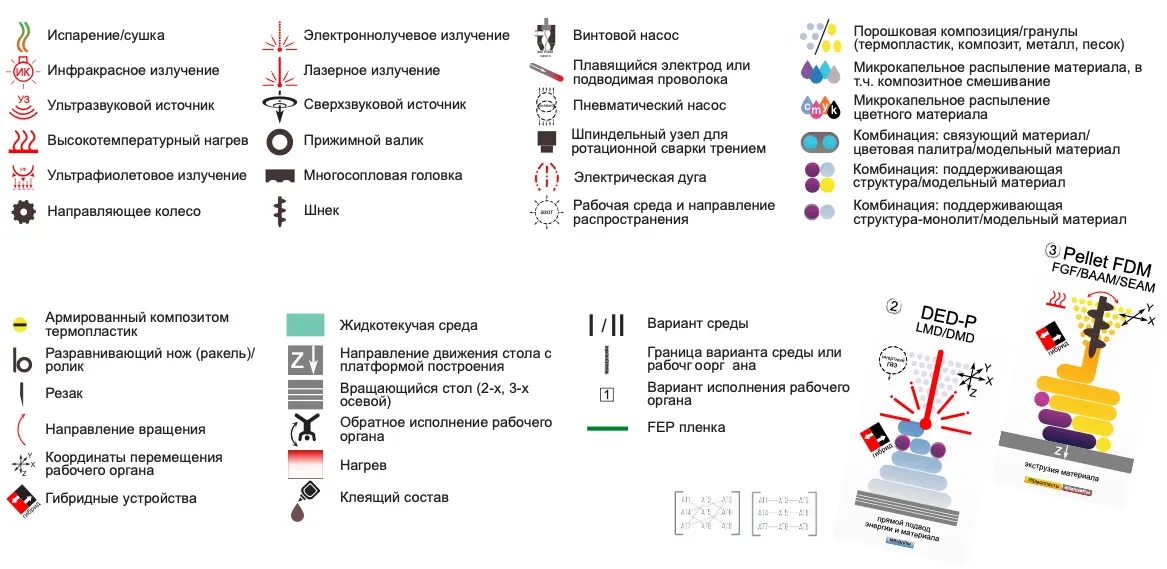 Испарение/сушка
ИК
Инфракрасное излучение
УЗ
Ультразвуковой источник
Высокотемпературный нагрев
Ультрафиолетовое излучение
Направляющее колесо
Электроннолучевое излучение
Лазерное излучение
Сверхзвуковой источник
Прижимной валик
Многосопловая головка
Шнек
Винтовой насос
Плавящийся электрод или
подводимая проволока
Пневматический насос
Шпиндельный узел для
ротационной сварки трением
Электрическая дуга
азот
Рабочая среда и направление
распространения
Порошковая композиция/гранулы
(термопластик, композит, металл, песок)
Микрокапельное распыление материала, в
т.ч. композитное смешивание
c m y k
Микрокапельное распыление
цветного материала
Комбинация: связующий материал/
цветовая палитра/модельный материал
Комбинация: поддерживающая
структура/модельный материал
Комбинация: поддерживающая
структура-монолит/модельный материал
Армированный композитом
термопластик
Разравнивающий нож (ракель)/
ролик
Резак
Направление вращения
Y
X
Z
Координаты перемещения
рабочего органа
гибрид
Гибридные устройства
Жидкотекучая среда
Z
Направление движения стола с
платформой построения
Вращающийся стол (2-х, 3-х
осевой)
Обратное исполнение рабочего
органа
Нагрев
Клеящий состав
/
Вариант среды
Граница варианта среды или
рабочг оорг ана
1
Вариант исполнения рабочего
органа
FEP пленка
2
DED-P
LMD/DMD
инертный
газ
Y
X
Z
гибрид
прямой подвод
энергии и материала
металлы
3 Pellet FDM
FGF/BAAM/SEAM
Y
X
гибрид
Z
экструзия материала
термопласты